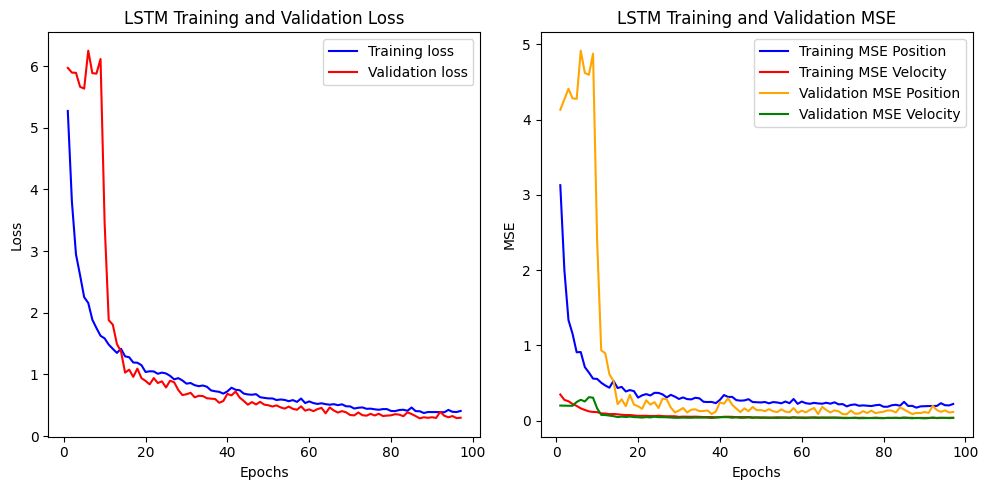 LSTM Training and Validation Loss
Training loss
Validation loss
Loss
6
5
4
3
2
1
0
0
20
40
60
80
100
Epochs
LSTM Training and Validation MSE
Training MSE Position
Training MSE Velocity
Validation MSE Position
Validation MSE Velocity
MSE
5
4
3
2
1
0
0
20
40
60
80
100
Epochs